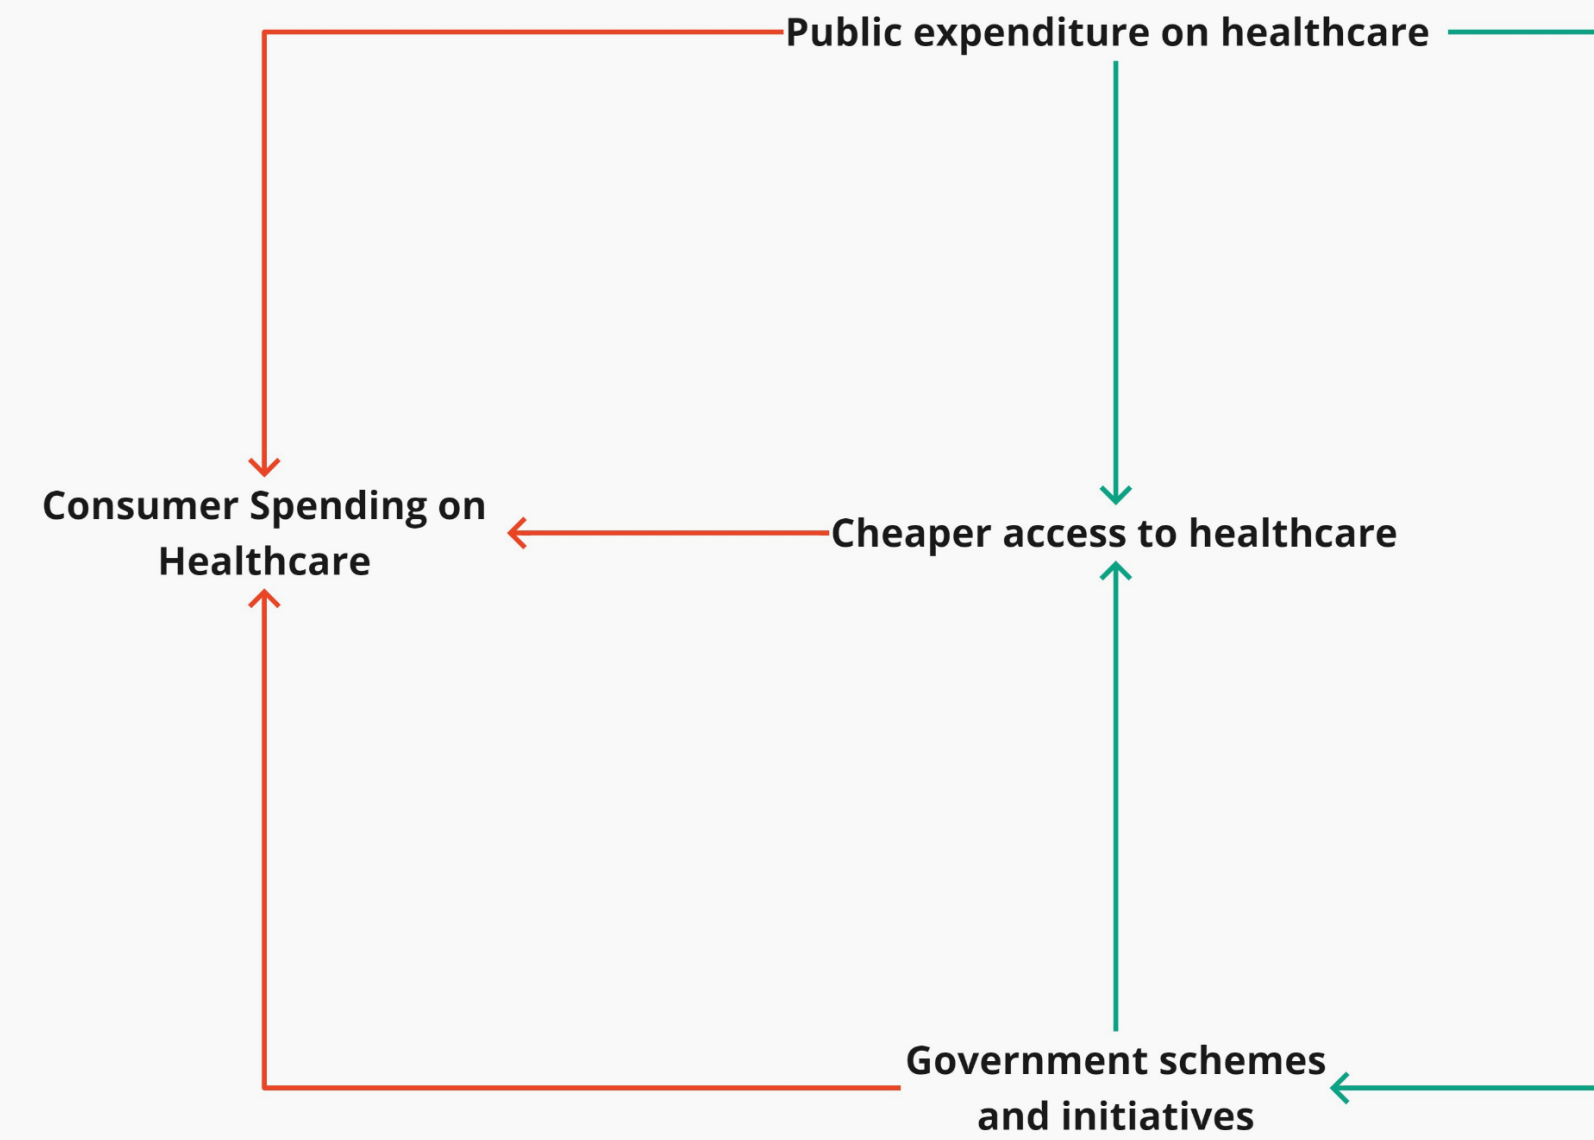 Public expenditure on healthcare
Consumer Spending on
Healthcare
Cheaper access to healthcare
Government schemes
and initiatives